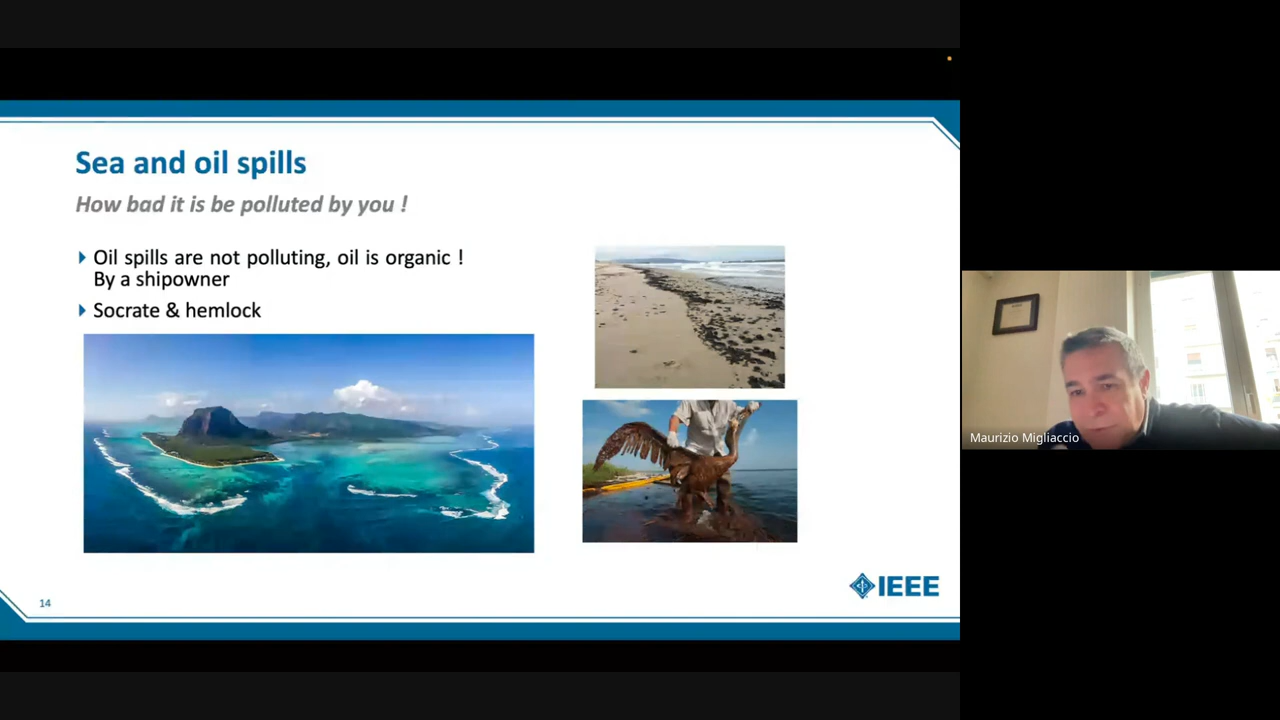 Sea and oil spills
How bad it is be polluted by you !
Oil spills are not polluting, oil is organic !
By a shipowner
Socrate & hemlock
14
IEEE
Maurizio Migliaccio